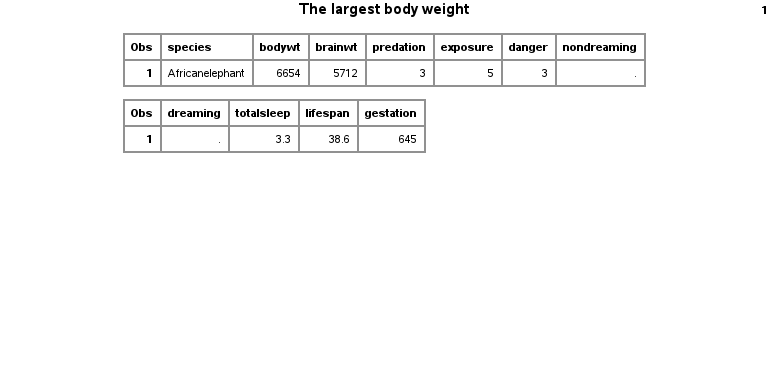 The largest body weight 1
Obs species bodywt brainwt predation exposure danger nondreaming
1 Africanelephant 6654 5712 3 5 3 .
Obs dreaming totalsleep lifespan gestation
1 . 3.3 38.6 645